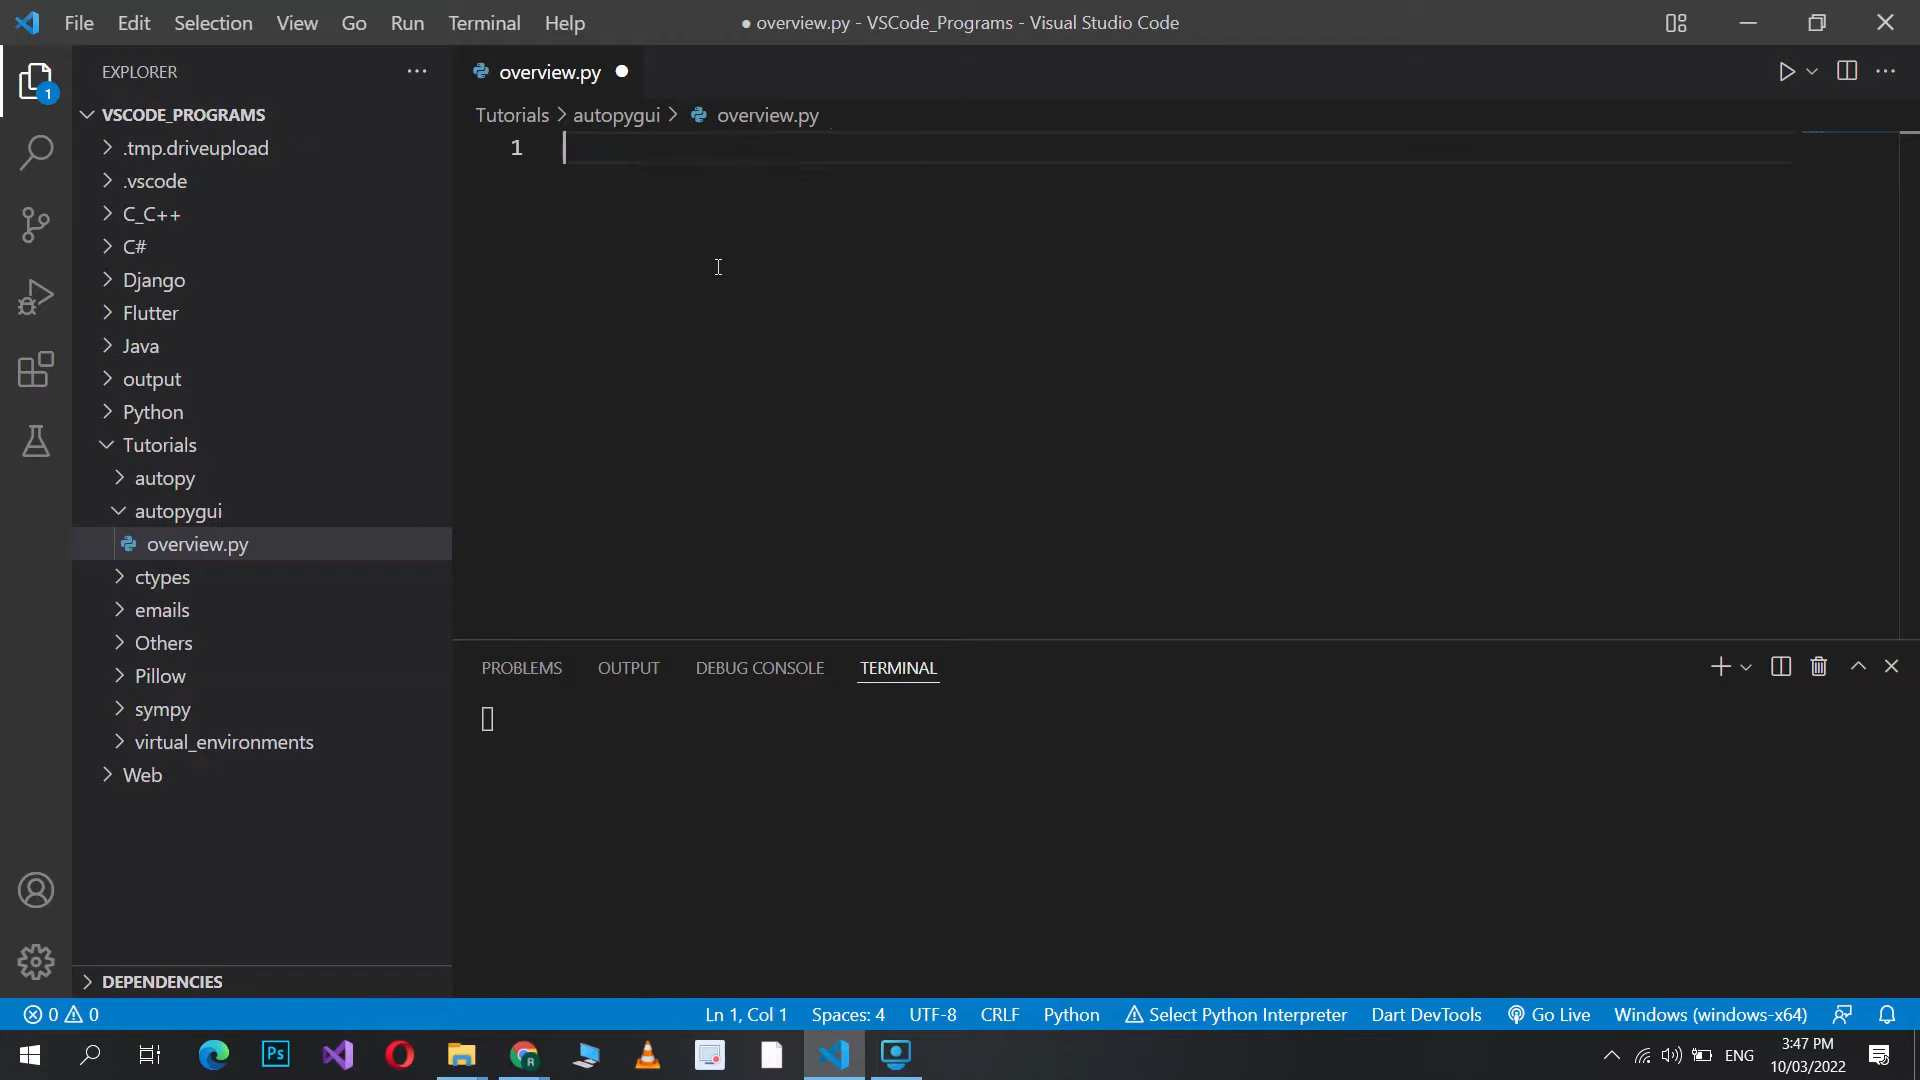 File Edit Selection View Go Run Terminal Help
● overview.py - VSCode_Programs - Visual Studio Code
EXPLORER
1
VSCODE_PROGRAMS
.tmp.driveupload
.vscode
C_C++
C#
Django
Flutter
Java
output
Python
Tutorials
autopy
autopygui
overview.py
ctypes
emails
Others
Pillow
sympy
virtual_environments
Web
DEPENDENCIES
overview.py
Tutorials > autopygui > overview.py
1
PROBLEMS OUTPUT DEBUG CONSOLE TERMINAL
0 0
Ln 1, Col 1 Spaces: 4 UTF-8 CRLF Python Select Python Interpreter Dart DevTools Go Live Windows (windows-x64)
Ps
R
ENG
3:47 PM
10/03/2022